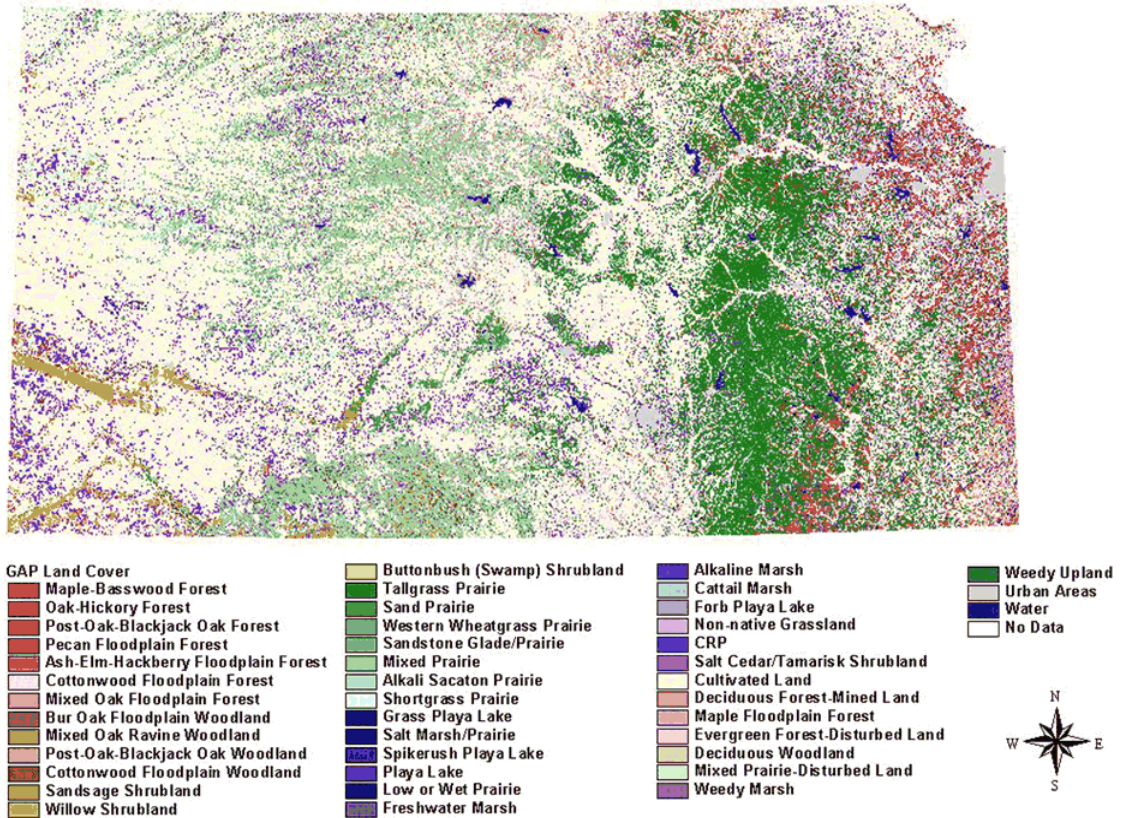 GAP Land Cover
Maple-Basswood Forest
Oak-Hickory Forest
Post-Oak-Blackjack Oak Forest
Pecan Floodplain Forest
Ash-Elm-Hackberry Floodplain Forest
Cottonwood Floodplain Forest
Mixed Oak Floodplain Forest
Bur Oak Floodplain Woodland
Mixed Oak Ravine Woodland
Post-Oak-Blackjack Oak Woodland
Cottonwood Floodplain Woodland
Sandsage Shrubland
Willow Shrubland
Buttonbush (Swamp) Shrubland
Tallgrass Prairie
Sand Prairie
Western Wheatgrass Prairie
Sandstone Glade/Prairie
Mixed Prairie
Alkali Sacaton Prairie
Shortgrass Prairie
Grass Playa Lake
Salt Marsh/Prairie
Spikerush Playa Lake
Playa Lake
Low or Wet Prairie
Freshwater Marsh
Alkaline Marsh
Cattail Marsh
Forb Playa Lake
Non-native Grassland
CRP
Salt Cedar/Tamarisk Shrubland
Cultivated Land
Deciduous Forest-Mined Land
Maple Floodplain Forest
Evergreen Forest-Disturbed Land
Deciduous Woodland
Mixed Prairie-Disturbed Land
Weedy Marsh
Weedy Upland
Urban Areas
Water
No Data
N
W E
S